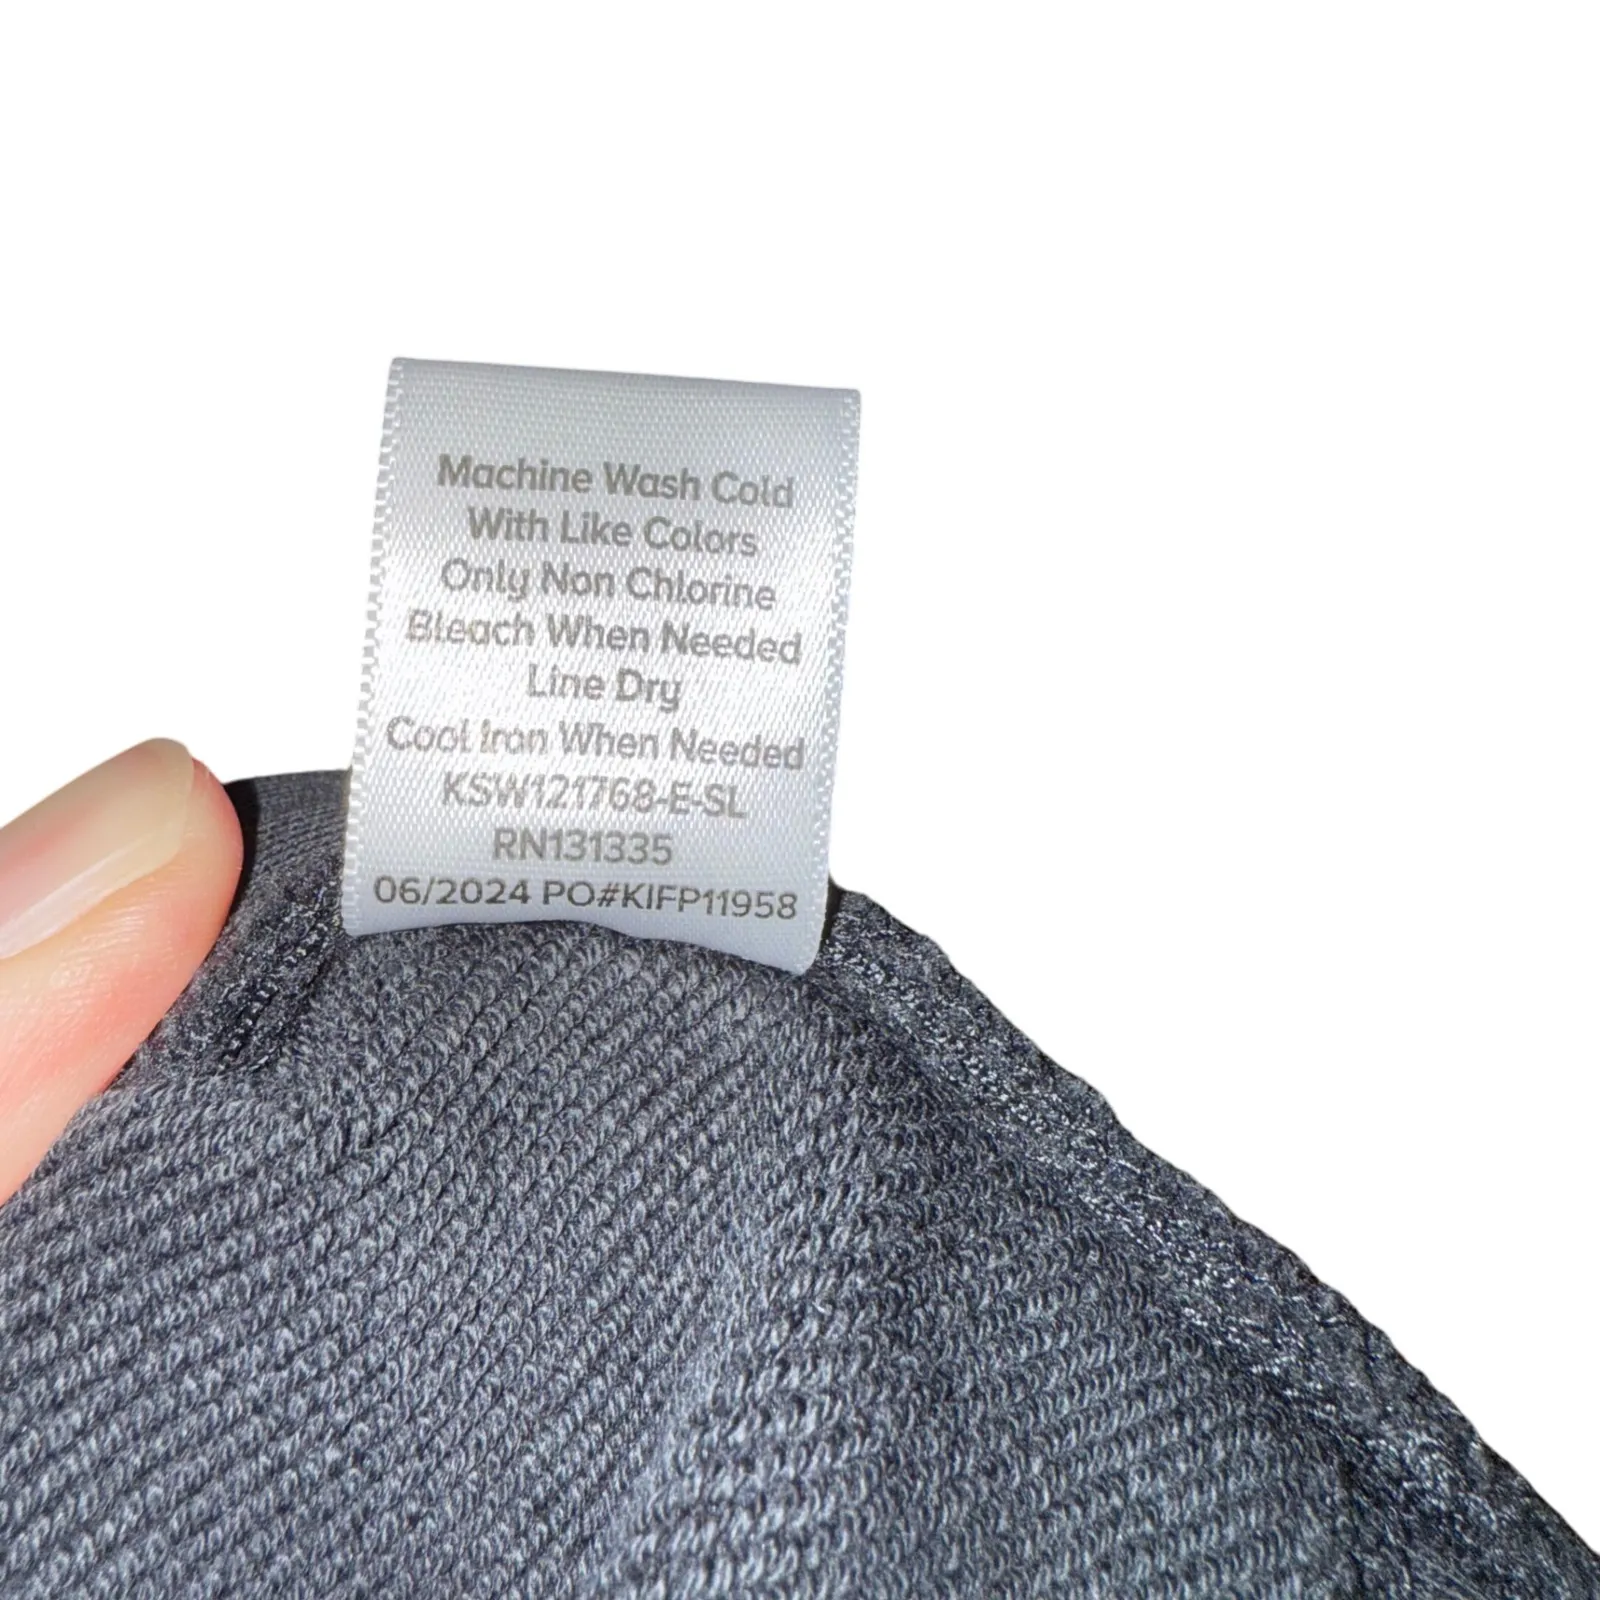 Machine Wash Cold
With Like Colors
Only Non Chlorine
Bleach When Needed
Line Dry
Cool Iron When Needed
KSW121768-E-SL
RN131335
06/2024 PO#KIFP11958